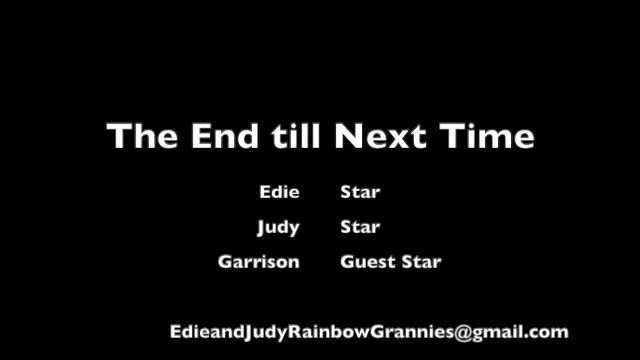 The End till Next Time
Edie Star
Judy Star
Garrison Guest Star
EdieandJudyRainbowGrannies@gmail.com